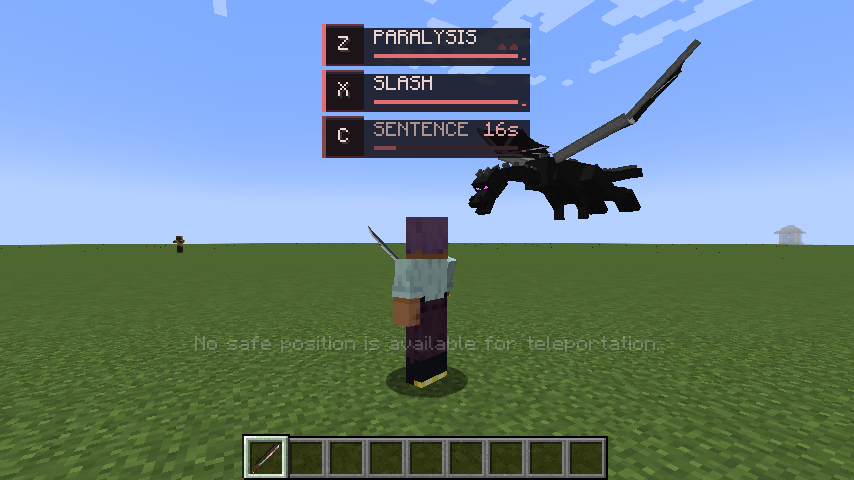 Z PARALYSIS
X SLASH
C SENTENCE 16s
No safe position is available for teleportation.